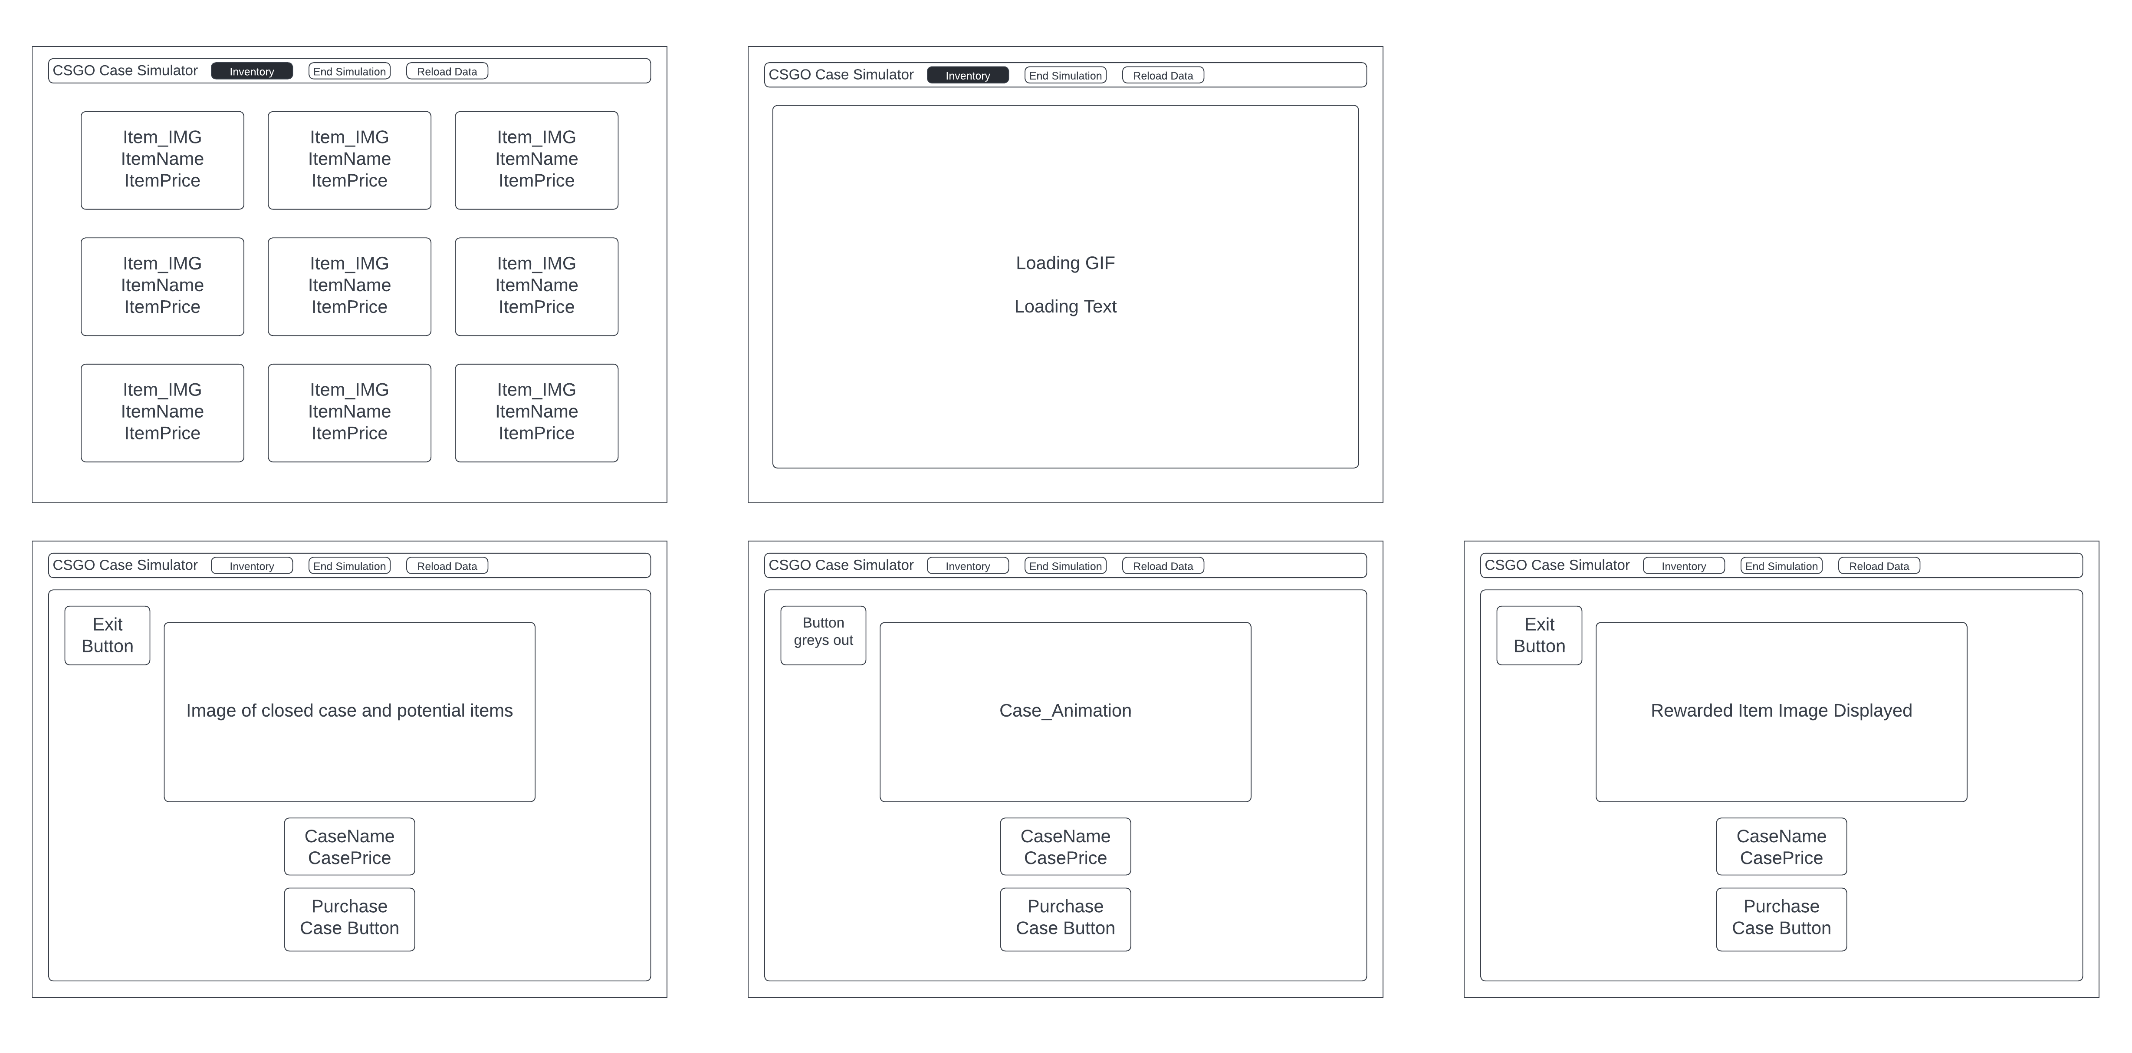 CSGO Case Simulator Inventory End Simulation Reload Data
Item_IMG
ItemName
ItemPrice
Item_IMG
ItemName
ItemPrice
Item_IMG
ItemName
ItemPrice
Item_IMG
ItemName
ItemPrice
Item_IMG
ItemName
ItemPrice
Item_IMG
ItemName
ItemPrice
Item_IMG
ItemName
ItemPrice
Item_IMG
ItemName
ItemPrice
Item_IMG
ItemName
ItemPrice
CSGO Case Simulator Inventory End Simulation Reload Data
Loading GIF
Loading Text
CSGO Case Simulator Inventory End Simulation Reload Data
Exit
Button
Image of closed case and potential items
CaseName
CasePrice
Purchase
Case Button
CSGO Case Simulator Inventory End Simulation Reload Data
Button
greys out
Case_Animation
CaseName
CasePrice
Purchase
Case Button
CSGO Case Simulator Inventory End Simulation Reload Data
Exit
Button
Rewarded Item Image Displayed
CaseName
CasePrice
Purchase
Case Button